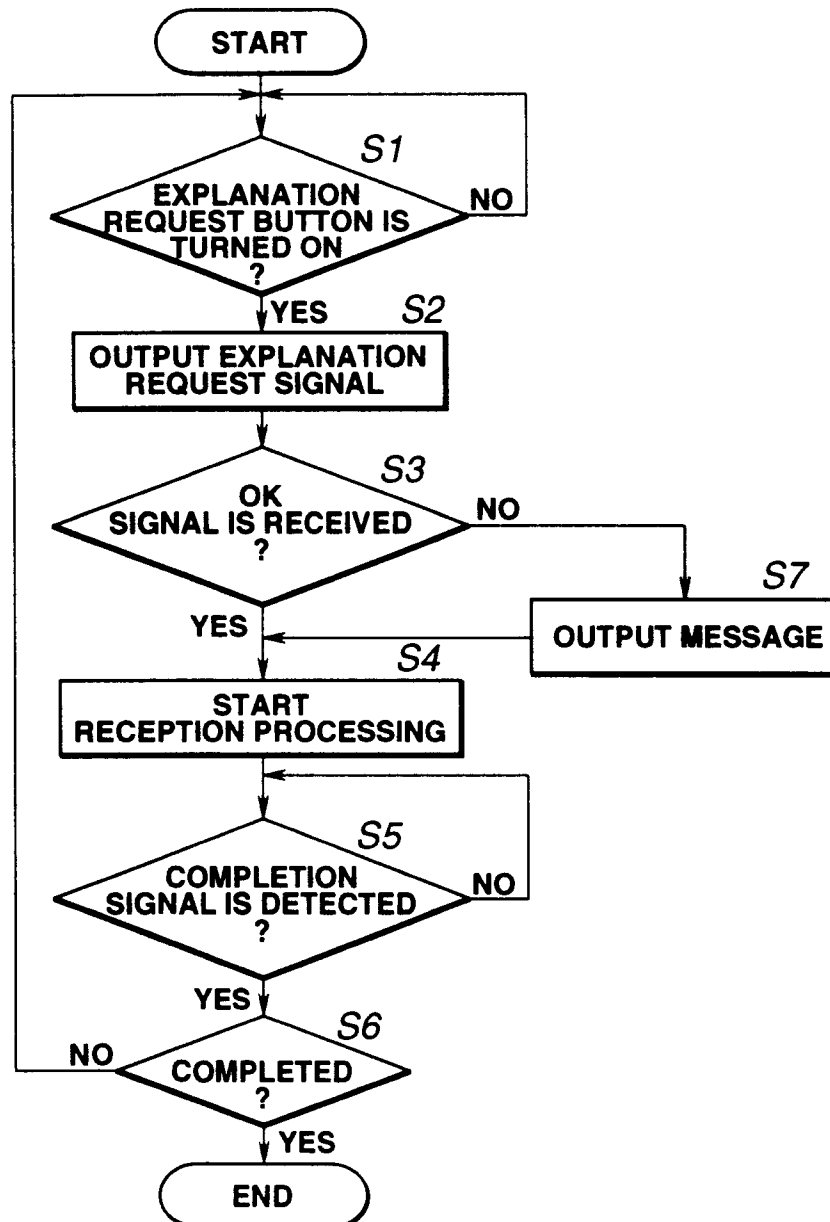 START
S1
EXPLANATION
REQUEST BUTTON IS
TURNED ON
?
NO
YES
S2
OUTPUT EXPLANATION
REQUEST SIGNAL
S3
OK
SIGNAL IS RECEIVED
?
NO
YES
S7
OUTPUT MESSAGE
S4
START
RECEPTION PROCESSING
S5
COMPLETION
SIGNAL IS DETECTED
?
NO
YES
S6
NO
COMPLETED
?
YES
END